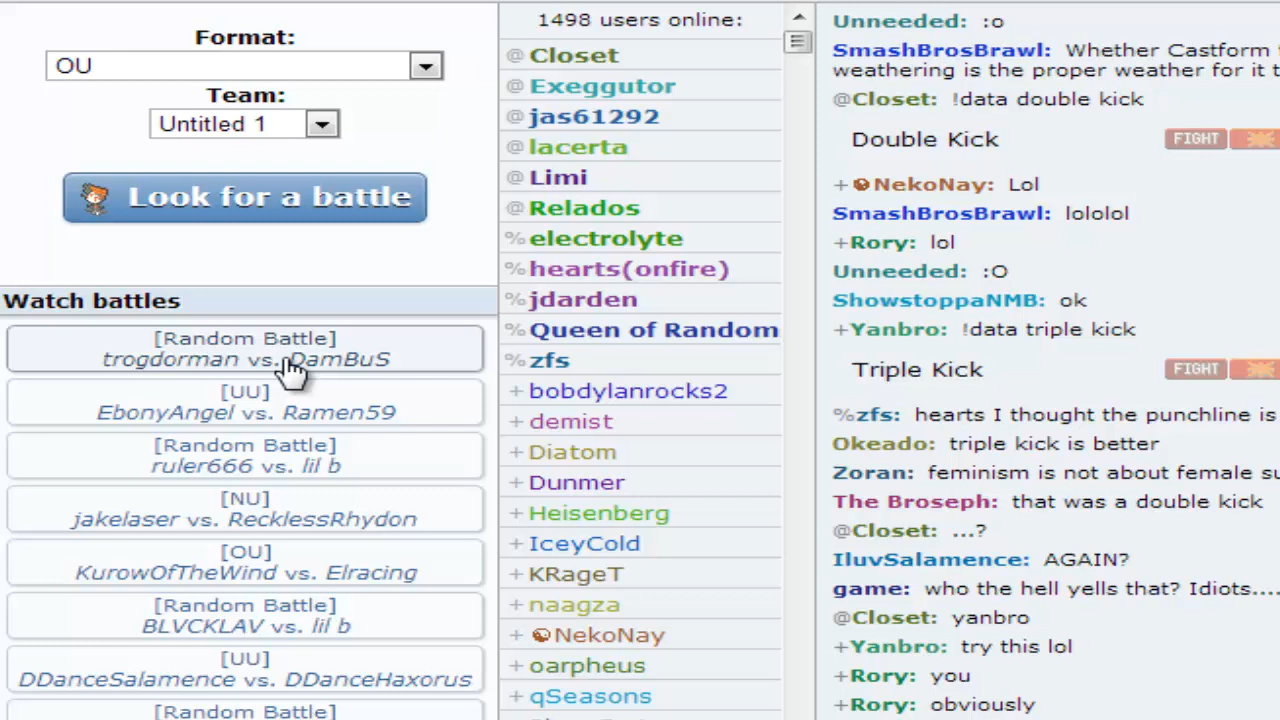 Format:
OU
Team:
Untitled 1
Look for a battle
Watch battles
[Random Battle]
trogdorman vs. DamBuS
[UU]
EbonyAngel vs. Ramen59
[Random Battle]
ruler666 vs. lil b
[NU]
jakelaser vs. RecklessRhydon
[OU]
KurowOfTheWind vs. Elracing
[Random Battle]
BLVCKLAV vs. lil b
[UU]
DDanceSalamence vs. DDanceHaxorus
[Random Battle]
1498 users online:
@Closet
@Exeggutor
@jas61292
@lacerta
@Limi
@Relados
%electrolyte
%hearts(onfire)
%jdarden
%Queen of Random
%zfs
+bobdylanrocks2
+demist
+Diatom
+Dunmer
+Heisenberg
+IceyCold
+KRageT
+naagza
+NekoNay
+oarpheus
+qSeasons
Unneeded: :o
SmashBrosBrawl: Whether Castform
weathering is the proper weather for it
@Closet: !data double kick
Double Kick FIGHT
+NekoNay: Lol
SmashBrosBrawl: lololol
+Rory: lol
Unneeded: :O
ShowstoppaNMB: ok
+Yanbro: !data triple kick
Triple Kick FIGHT
%zfs: hearts I thought the punchline is
Okeado: triple kick is better
Zoran: feminism is not about female
The Broseph: that was a double kick
@Closet: ...?
IluvSalamence: AGAIN?
game: who the hell yells that? Idiots....
@Closet: yanbro
+Yanbro: try this lol
+Rory: you
+Rory: obviously